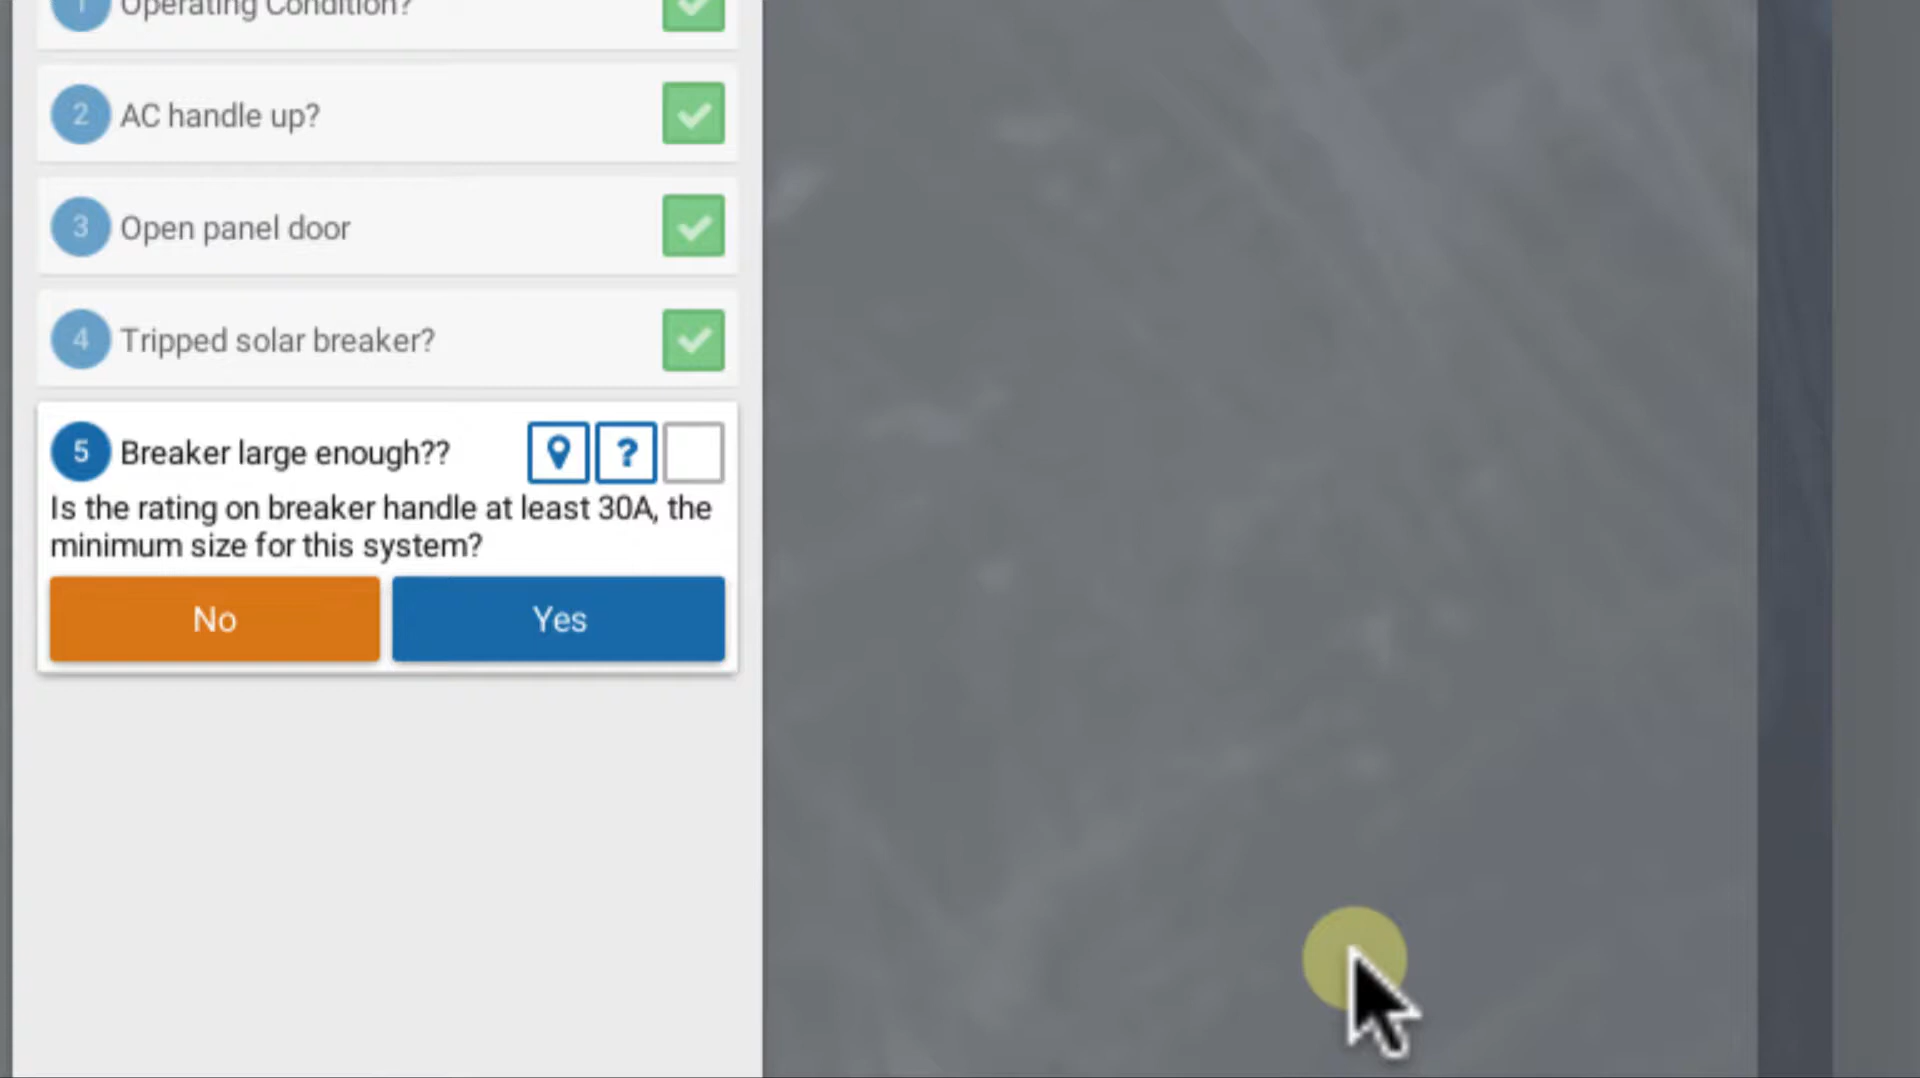 1 Operating Condition?
2 AC handle up?
3 Open panel door
4 Tripped solar breaker?
5 Breaker large enough?? ?
Is the rating on breaker handle at least 30A, the
minimum size for this system?
No Yes